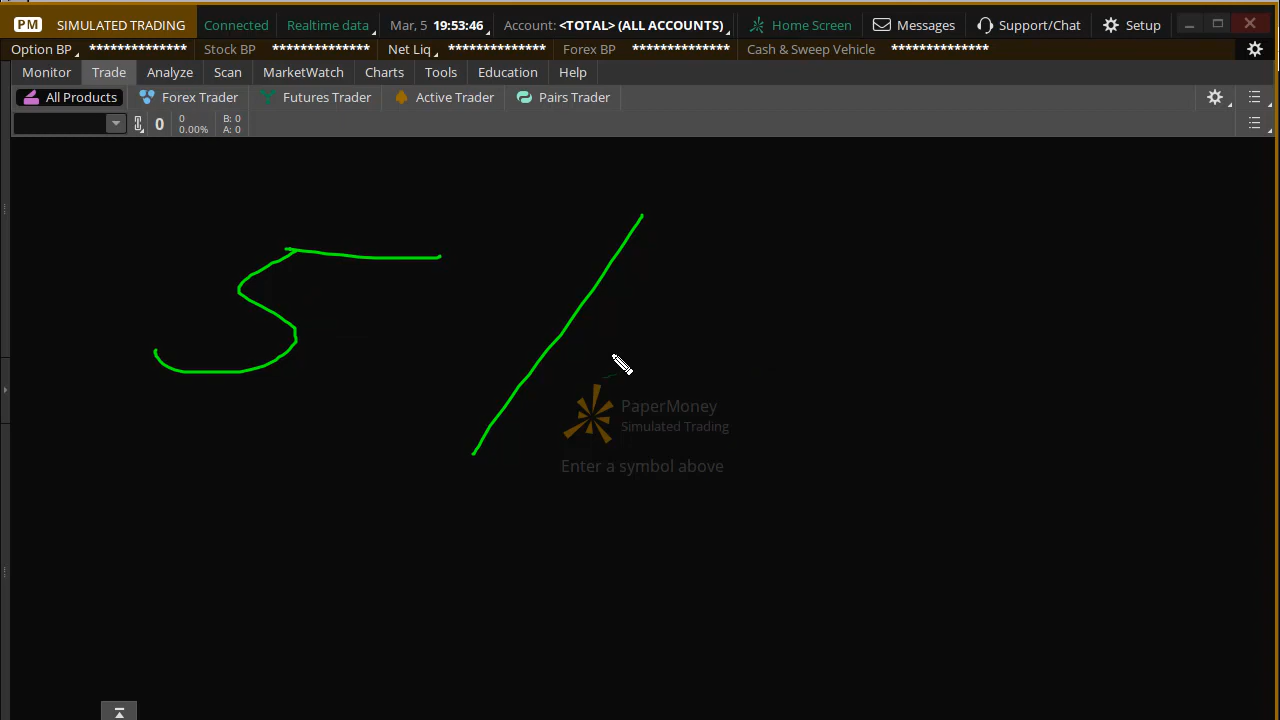 PM SIMULATED TRADING Connected Realtime data Mar, 5 19:53:46 Account: <TOTAL> (ALL ACCOUNTS) Home Screen Messages Support/Chat Setup
Option BP ************** Stock BP ************** Net Liq ************** Forex BP ************** Cash & Sweep Vehicle **************
Monitor Trade Analyze Scan MarketWatch Charts Tools Education Help
All Products Forex Trader Futures Trader Active Trader Pairs Trader
0 0 B: 0
0.00% A: 0
5 /
PaperMoney
Simulated Trading
Enter a symbol above